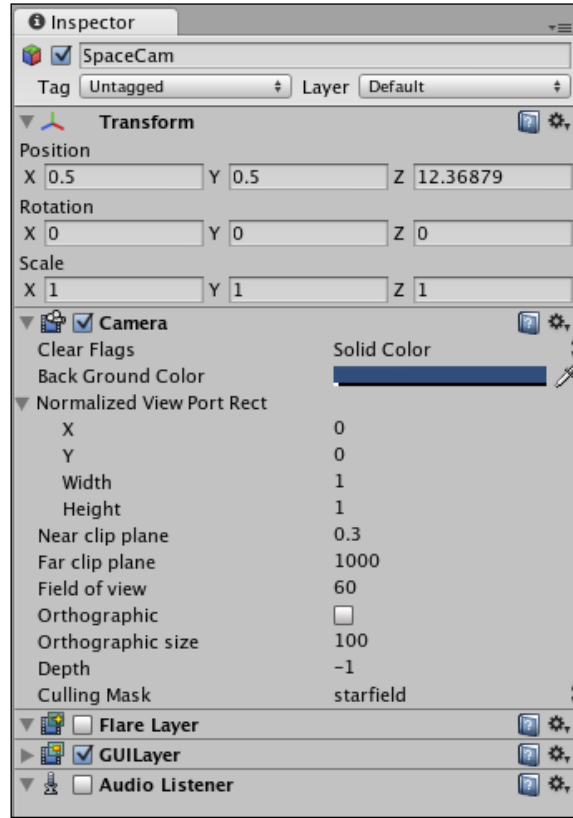 Inspector
SpaceCam
Tag Untagged Layer Default
Transform
Position
X 0.5 Y 0.5 Z 12.36879
Rotation
X 0 Y 0 Z 0
Scale
X 1 Y 1 Z 1
Camera
Clear Flags Solid Color
Back Ground Color
Normalized View Port Rect
X 0
Y 0
Width 1
Height 1
Near clip plane 0.3
Far clip plane 1000
Field of view 60
Orthographic
Orthographic size 100
Depth -1
Culling Mask starfield
Flare Layer
GUILayer
Audio Listener